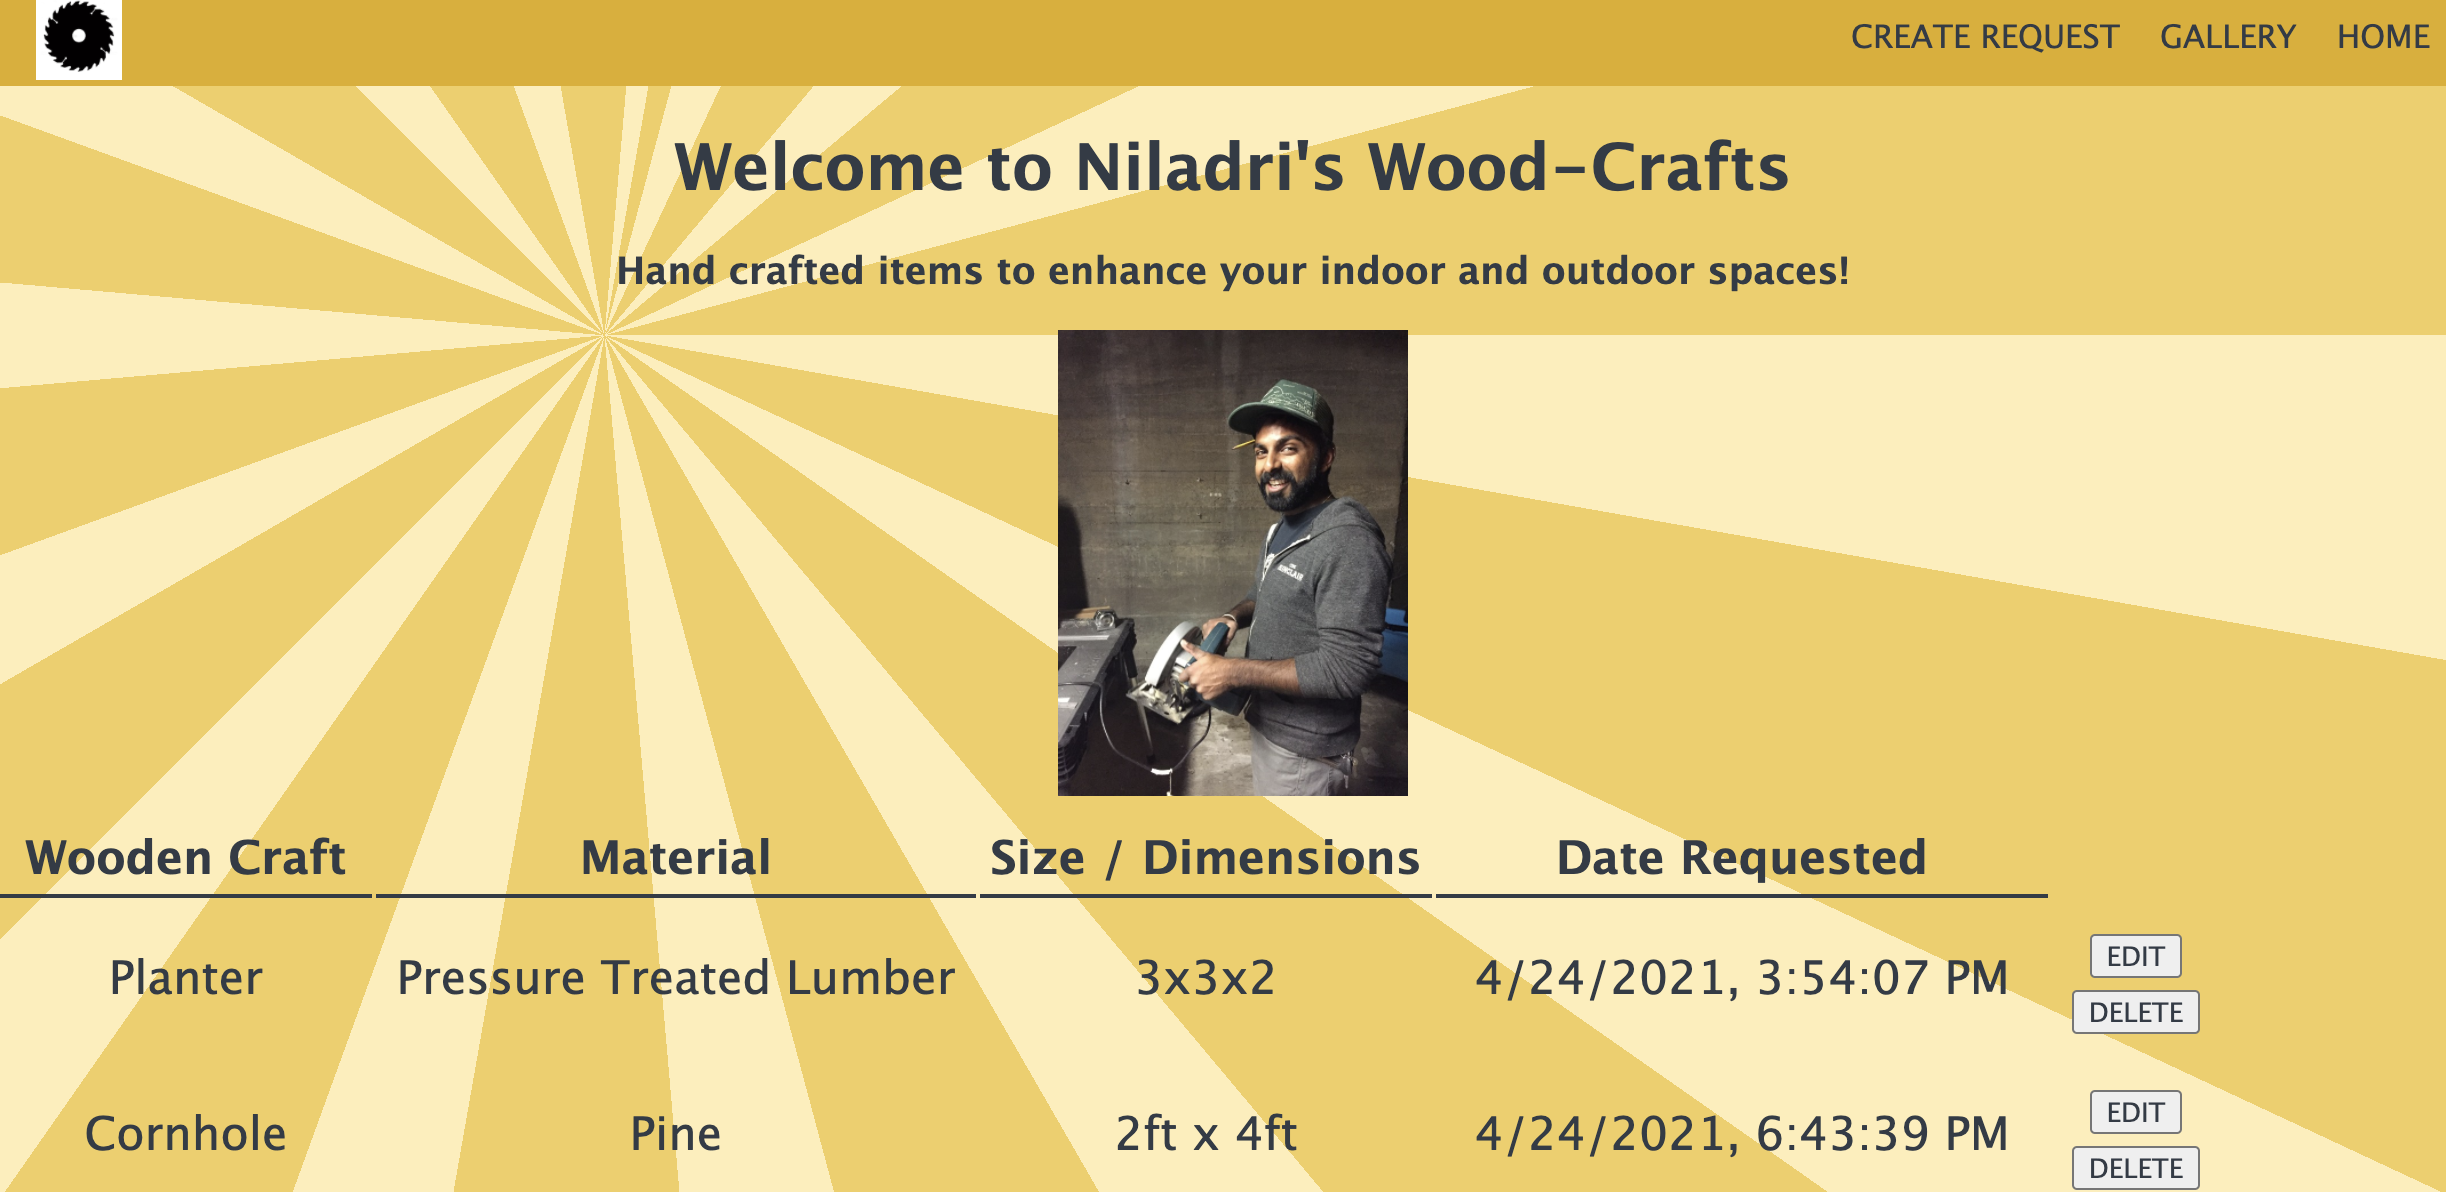 CREATE REQUEST GALLERY HOME
Welcome to Niladri's Wood-Crafts
Hand crafted items to enhance your indoor and outdoor spaces!
Wooden Craft Material Size / Dimensions Date Requested
Planter Pressure Treated Lumber 3x3x2 4/24/2021, 3:54:07 PM
EDIT
DELETE
Cornhole Pine 2ft x 4ft 4/24/2021, 6:43:39 PM
EDIT
DELETE